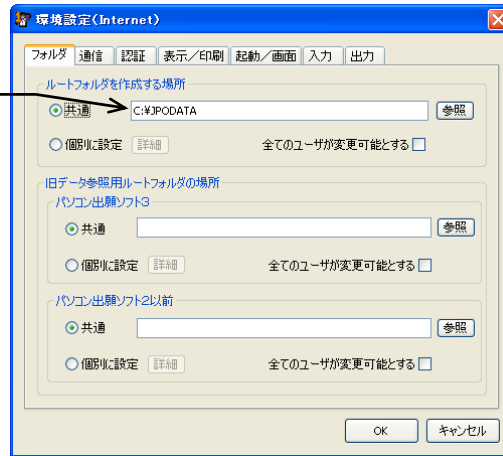 環境設定(Internet)
フォルダ 通信 認証 表示／印刷 起動／画面 入力 出力
ルートフォルダを作成する場所
共通 C:¥JPODATA 参照
個別に設定 詳細 全てのユーザが変更可能とする
旧データ参照用ルートフォルダの場所
パソコン出願ソフト3
共通 参照
個別に設定 詳細 全てのユーザが変更可能とする
パソコン出願ソフト2以前
共通 参照
個別に設定 詳細 全てのユーザが変更可能とする
OK キャンセル